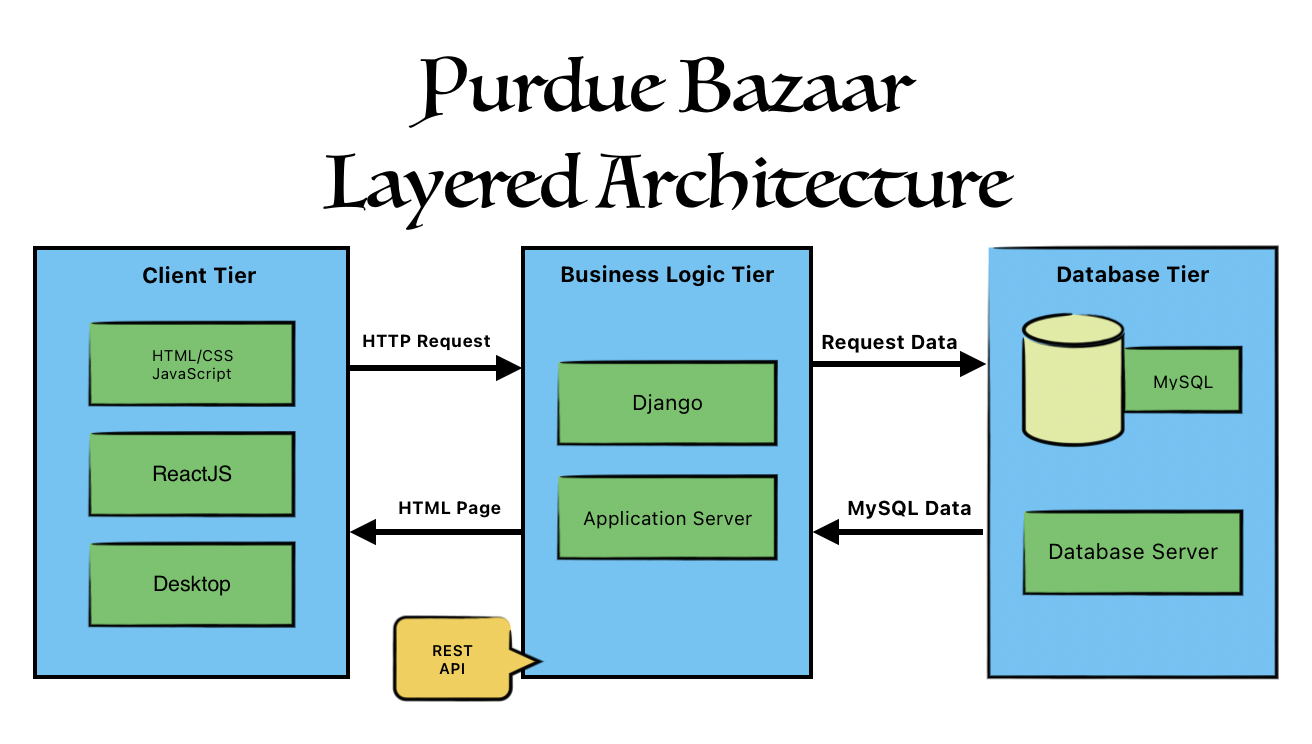 Purdue Bazaar
Layered Architecture
Client Tier
HTML/CSS
JavaScript
ReactJS
Desktop
HTTP Request
HTML Page
REST
API
Business Logic Tier
Django
Application Server
Request Data
MySQL Data
Database Tier
MySQL
Database Server